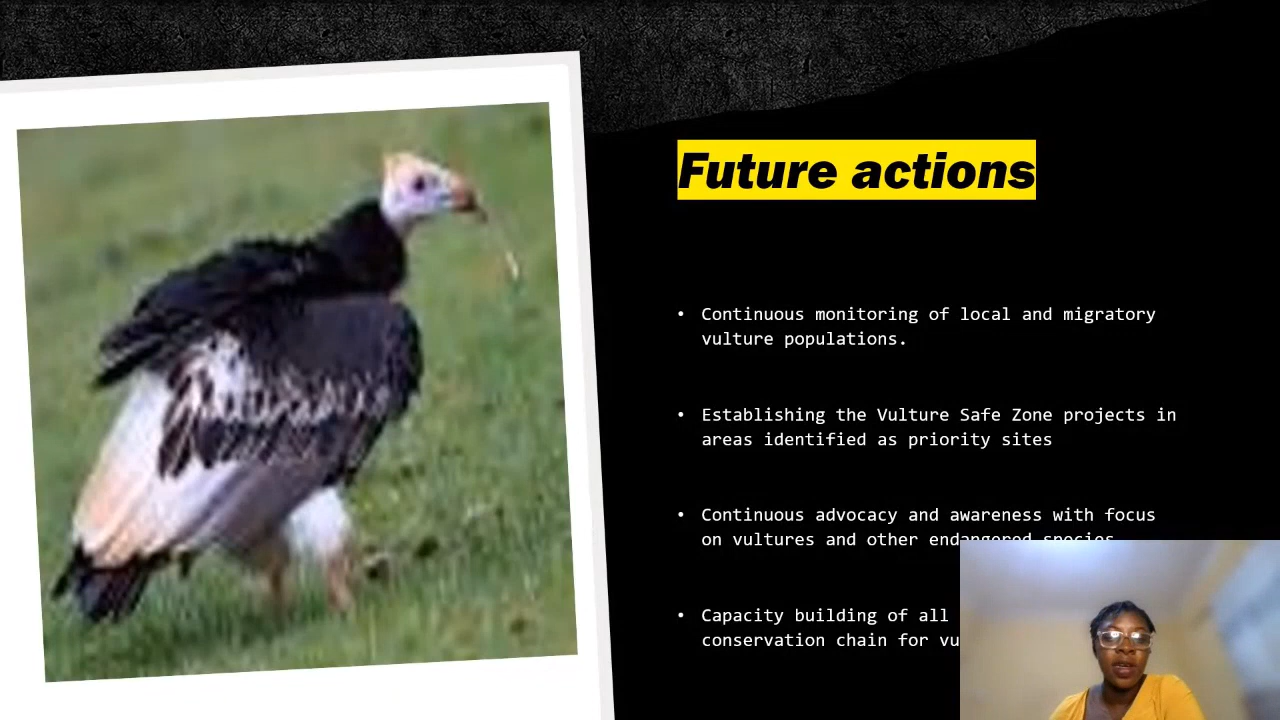 Future actions
• Continuous monitoring of local and migratory
vulture populations.
• Establishing the Vulture Safe Zone projects in
areas identified as priority sites
• Continuous advocacy and awareness with focus
on vultures and other endangered species
• Capacity building of all
conservation chain for